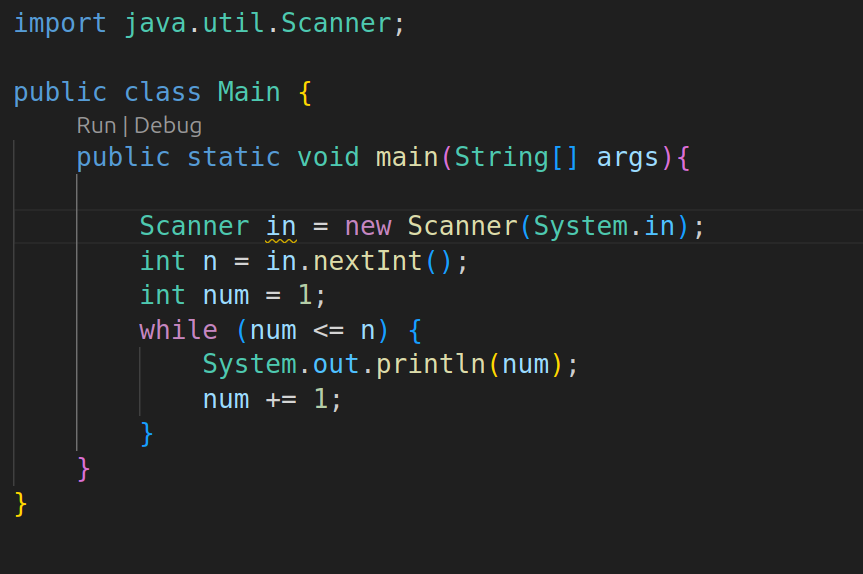 import java.util.Scanner;
public class Main {
Run | Debug
public static void main(String[] args){
Scanner in = new Scanner(System.in);
int n = in.nextInt();
int num = 1;
while (num <= n) {
System.out.println(num);
num += 1;
}
}
}